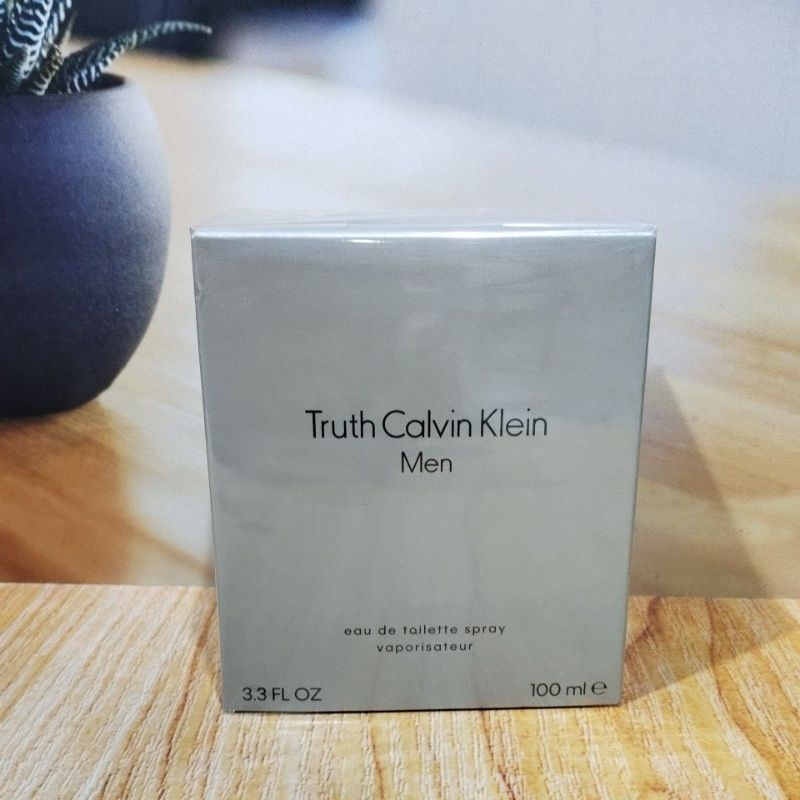 Truth Calvin Klein
Men
eau de toilette spray
vaporisateur
3.3 FL OZ 100 ml ℮